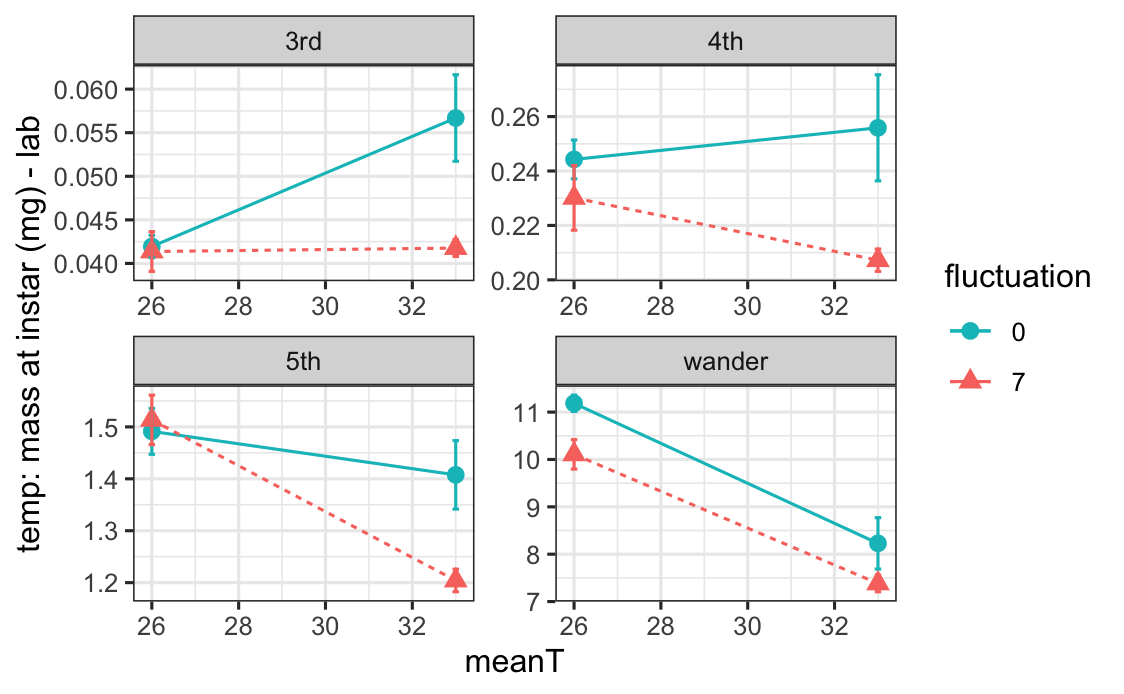 temp: mass at instar (mg) - lab
3rd
0.060
0.055
0.050
0.045
0.040
26 28 30 32
4th
0.26
0.24
0.22
0.20
26 28 30 32
5th
1.5
1.4
1.3
1.2
26 28 30 32
wander
11
10
9
8
7
26 28 30 32
meanT
fluctuation
0
7